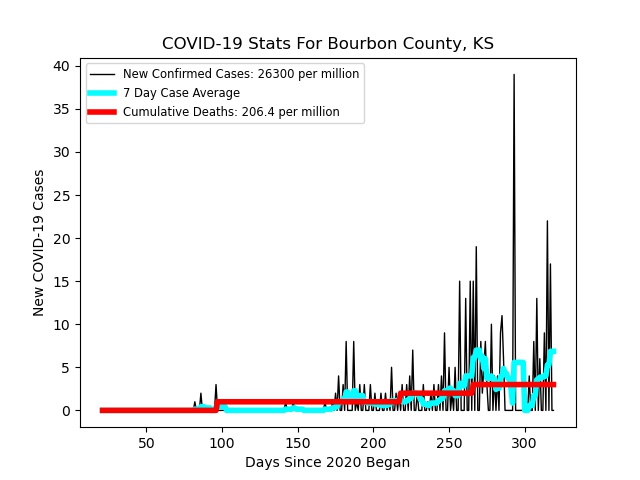 COVID-19 Stats For Bourbon County, KS
New Confirmed Cases: 26300 per million
7 Day Case Average
Cumulative Deaths: 206.4 per million
New COVID-19 Cases
40
35
30
25
20
15
10
5
0
50 100 150 200 250 300
Days Since 2020 Began